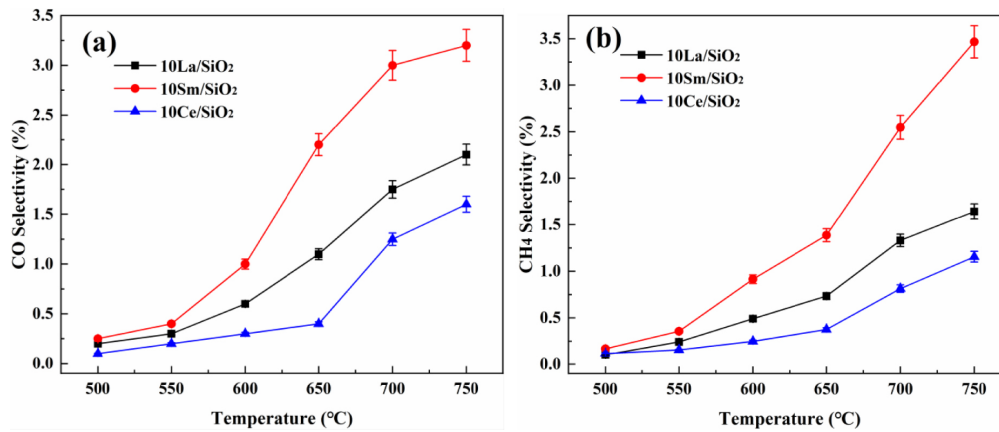 (a)
10La/SiO2
10Sm/SiO2
10Ce/SiO2
CO Selectivity (%)
3.5
3.0
2.5
2.0
1.5
1.0
0.5
0.0
500 550 600 650 700 750
Temperature (℃)
(b)
10La/SiO2
10Sm/SiO2
10Ce/SiO2
CH4 Selectivity (%)
3.5
3.0
2.5
2.0
1.5
1.0
0.5
0.0
500 550 600 650 700 750
Temperature (℃)